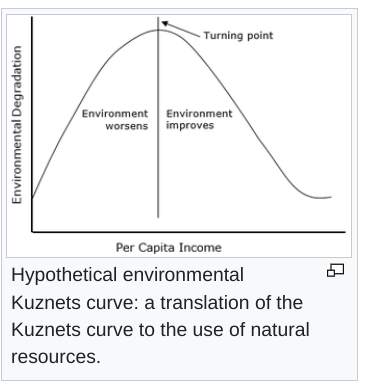 Turning point
Environmental Degradation
Environment
worsens
Environment
improves
Per Capita Income
Hypothetical environmental
Kuznets curve: a translation of the
Kuznets curve to the use of natural
resources.